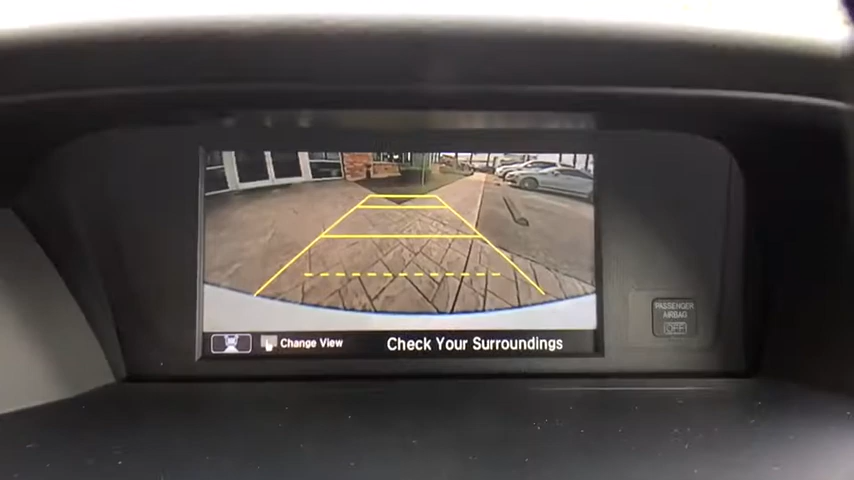 PASSENGER
AIRBAG
OFF
Change View
Check Your Surroundings